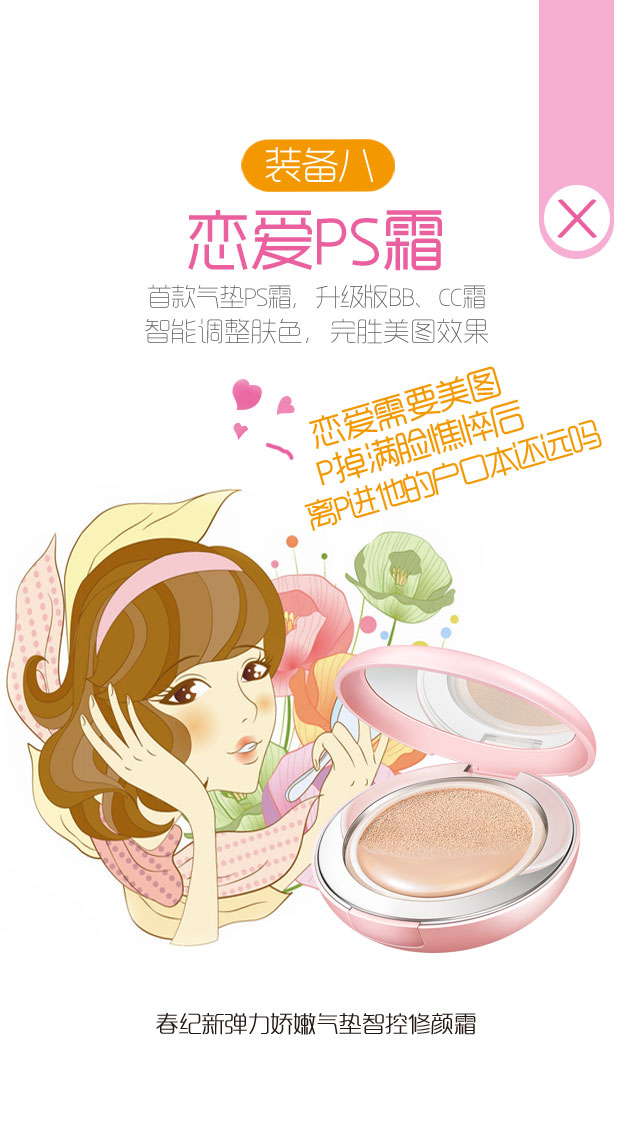 装备八
恋爱PS霜
首款气垫PS霜，升级版BB、CC霜
智能调整肤色，完胜美图效果
恋爱需要美图
P掉满脸憔悴后
离P进他的户口本还远吗
春纪新弹力娇嫩气垫智控修颜霜